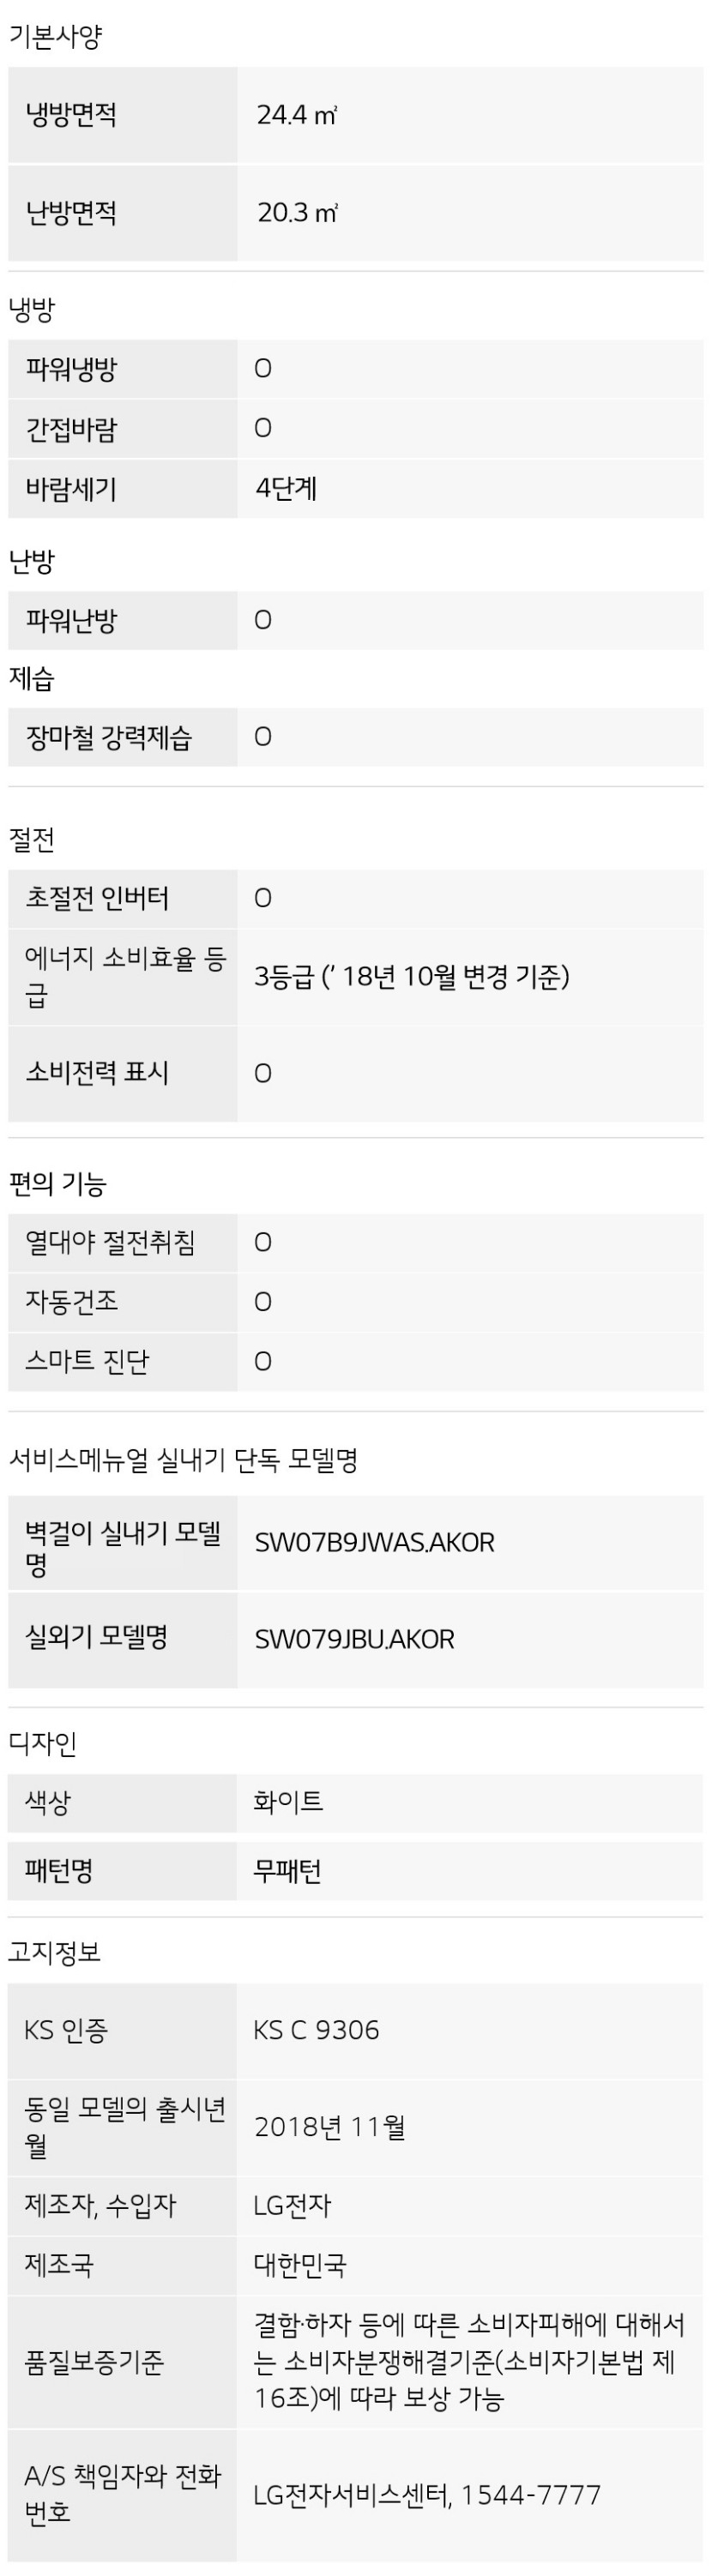 기본사양
냉방면적 24.4 ㎡
난방면적 20.3 ㎡
냉방
파워냉방 O
간접바람 O
바람세기 4단계
난방
파워난방 O
제습
장마철 강력제습 O
절전
초절전 인버터 O
에너지 소비효율 등
급
3등급 (’ 18년 10월 변경 기준)
소비전력 표시 O
편의 기능
열대야 절전취침 O
자동건조 O
스마트 진단 O
서비스메뉴얼 실내기 단독 모델명
벽걸이 실내기 모델
명
SW07B9JWAS.AKOR
실외기 모델명 SW079JBU.AKOR
디자인
색상 화이트
패턴명 무패턴
고지정보
KS 인증 KS C 9306
동일 모델의 출시년
월
2018년 11월
제조자, 수입자 LG전자
제조국 대한민국
품질보증기준
결함·하자 등에 따른 소비자피해에 대해서
는 소비자분쟁해결기준(소비자기본법 제
16조)에 따라 보상 가능
A/S 책임자와 전화
번호
LG전자서비스센터, 1544-7777